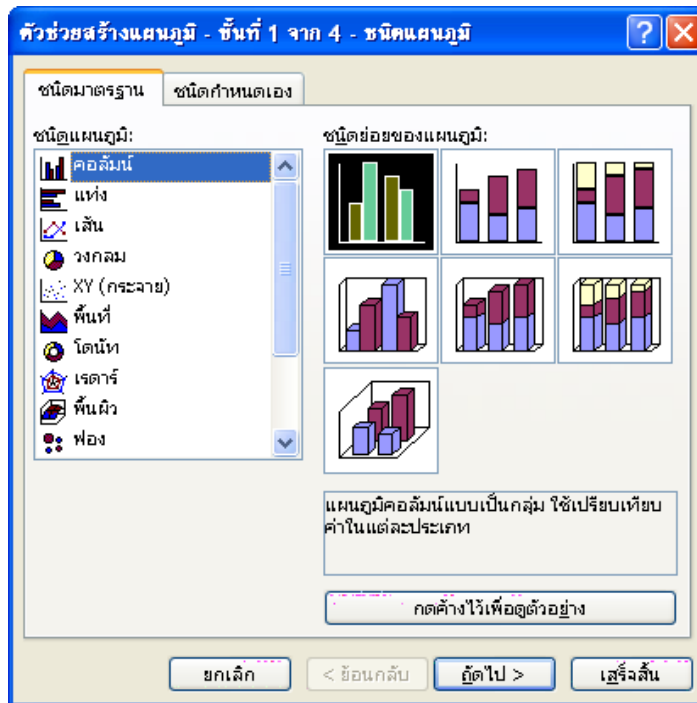 ตัวช่วยสร้างแผนภูมิ - ขั้นที่ 1 จาก 4 - ชนิดแผนภูมิ
ชนิดมาตรฐาน
ชนิดกำหนดเอง
ชนิดแผนภูมิ:
คอลัมน์
แท่ง
เส้น
วงกลม
XY (กระจาย)
พื้นที่
โดนัท
เรดาร์
พื้นผิว
ฟอง
ชนิดย่อยของแผนภูมิ:
แผนภูมิคอลัมน์แบบเป็นกลุ่ม ใช้เปรียบเทียบ
ค่าในแต่ละประเภท
กดค้างไว้เพื่อดูตัวอย่าง
ยกเลิก
< ย้อนกลับ
ถัดไป >
เสร็จสิ้น